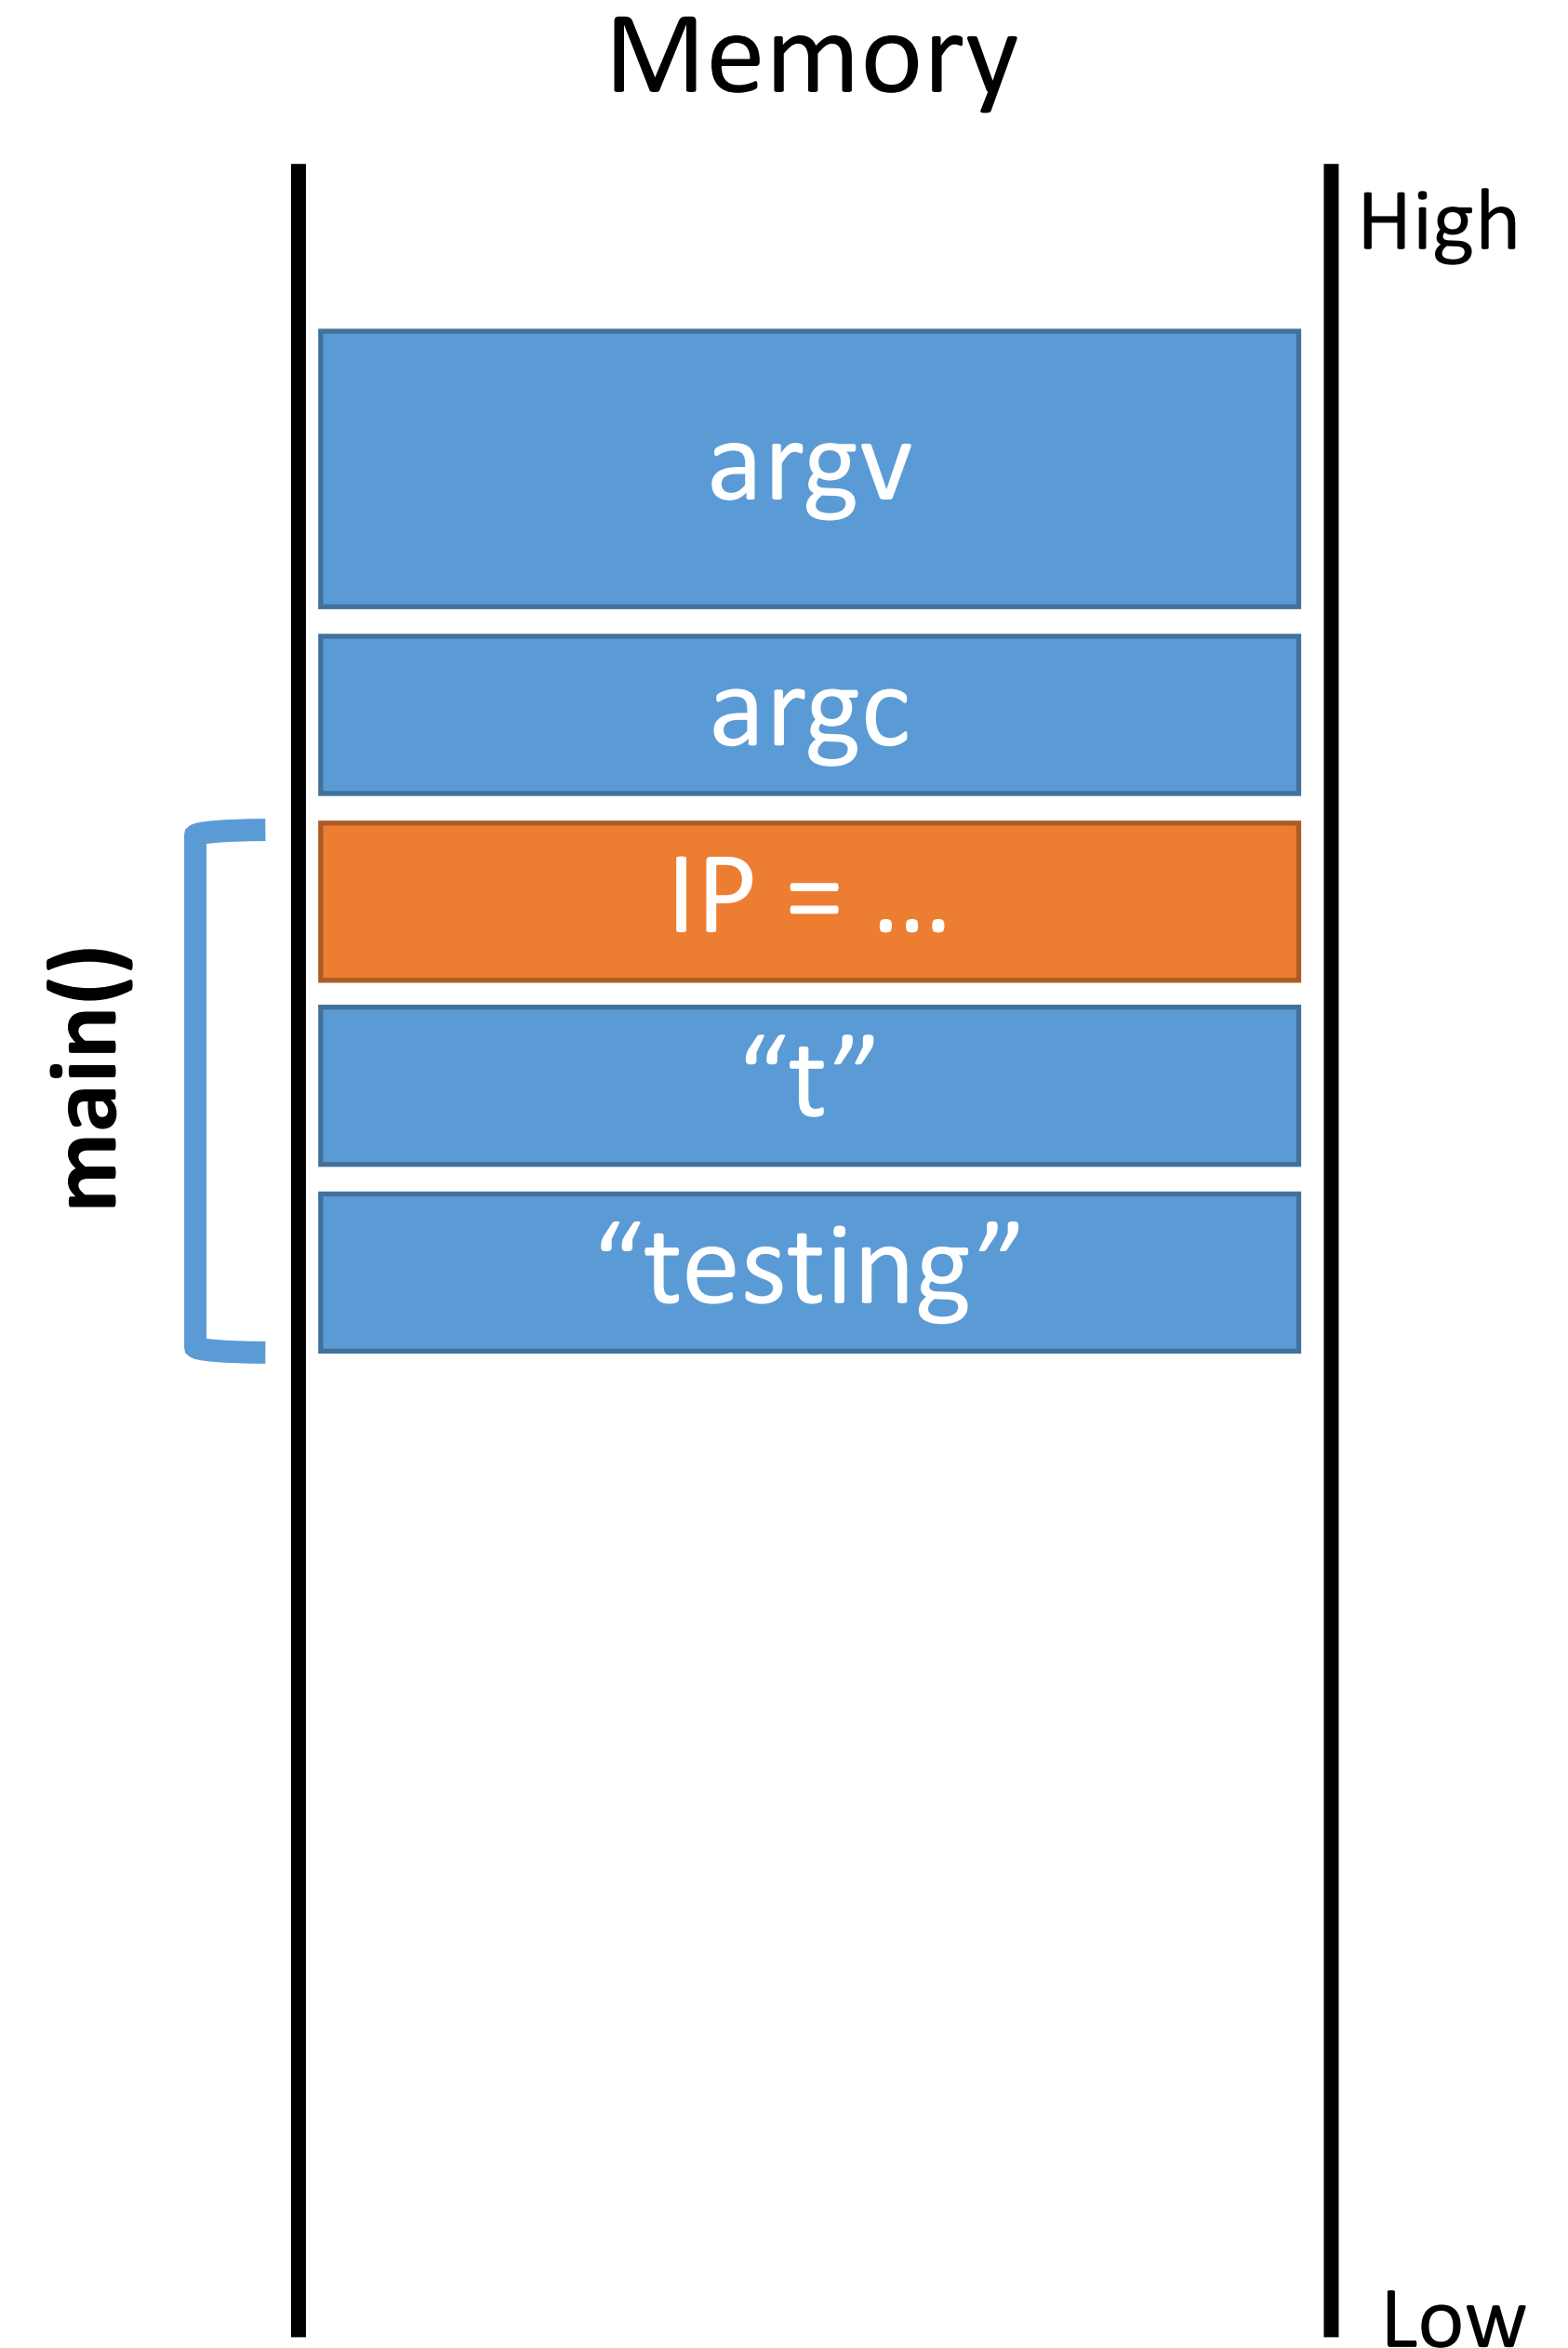 Memory
High
argv
argc
IP = …
main()
“t”
“testing”
Low